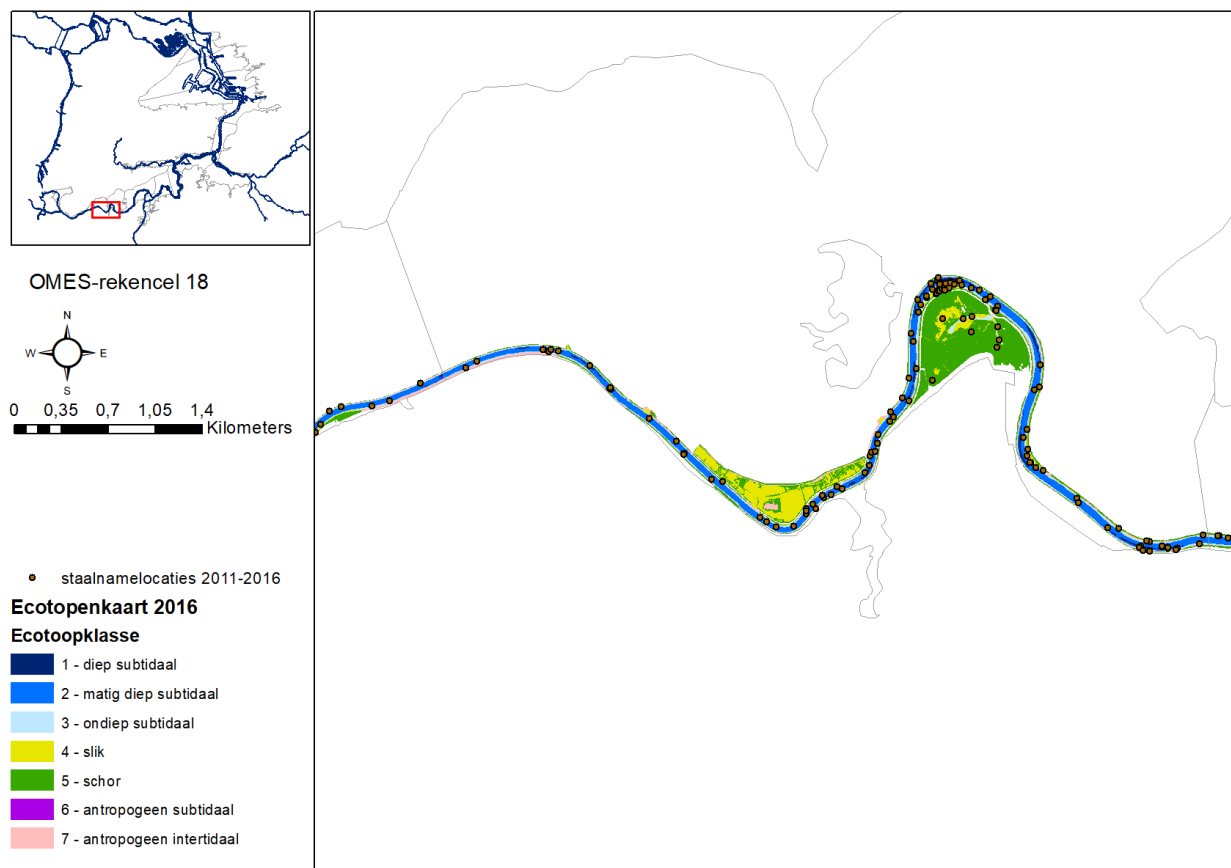 OMES-rekencel 18
N
W E
S
0 0,35 0,7 1,05 1,4
Kilometers
staalnamelocaties 2011-2016
Ecotopenkaart 2016
Ecotoopklasse
1 - diep subtidaal
2 - matig diep subtidaal
3 - ondiep subtidaal
4 - slik
5 - schor
6 - antropogeen subtidaal
7 - antropogeen intertidaal